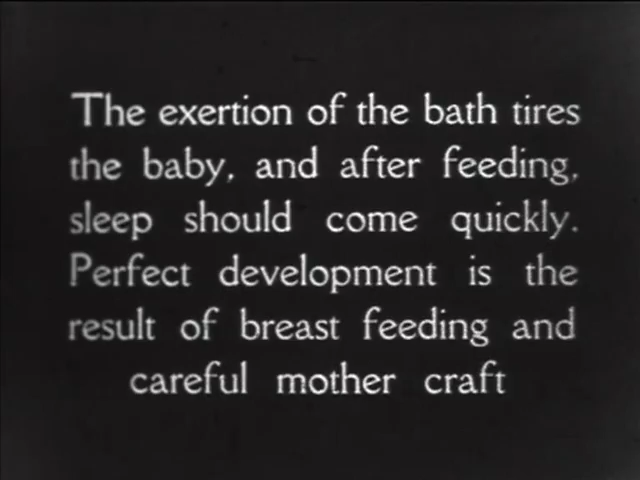 The exertion of the bath tires
the baby, and after feeding,
sleep should come quickly.
Perfect development is the
result of breast feeding and
careful mother craft